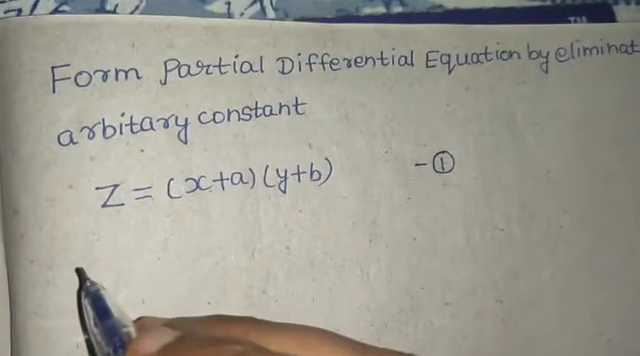 Form Partial Differential Equation by eliminat
arbitary constant
Z = (x+a) (y+b) -①